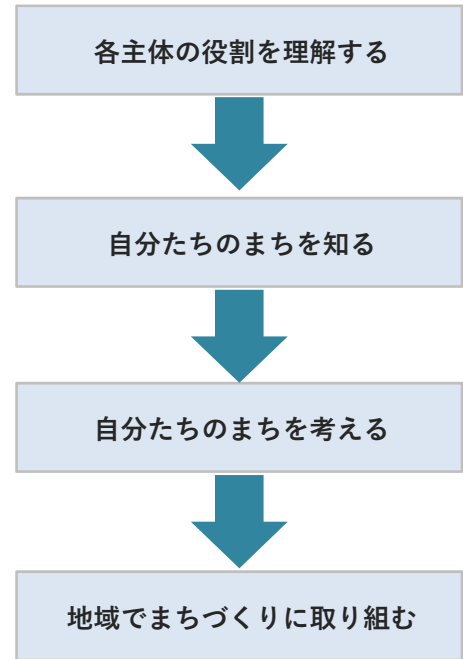 各主体の役割を理解する
自分たちのまちを知る
自分たちのまちを考える
地域でまちづくりに取り組む